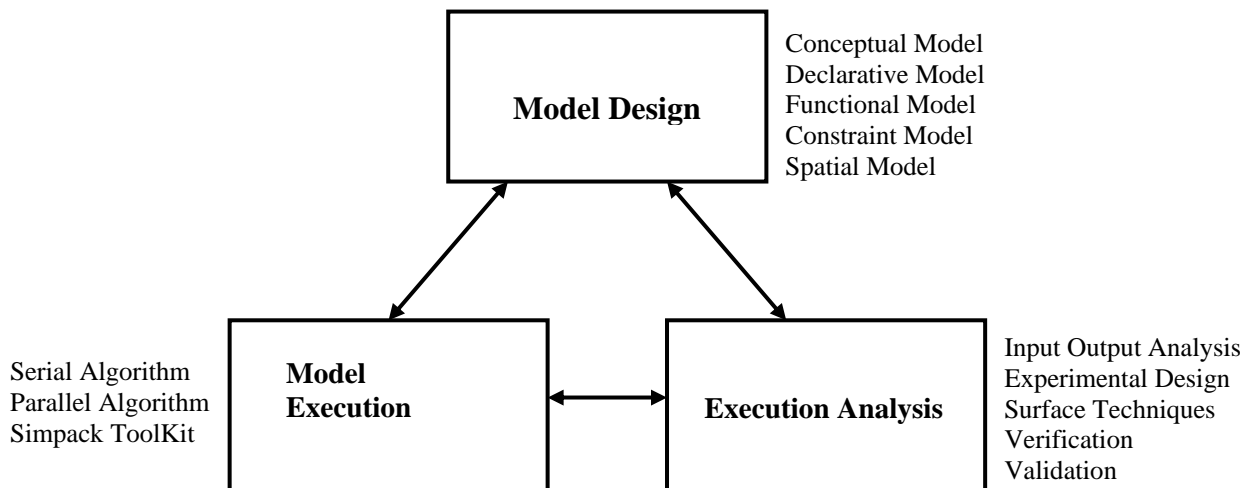 Model Design
Conceptual Model
Declarative Model
Functional Model
Constraint Model
Spatial Model
Serial Algorithm
Parallel Algorithm
Simpack ToolKit
Model
Execution
Execution Analysis
Input Output Analysis
Experimental Design
Surface Techniques
Verification
Validation